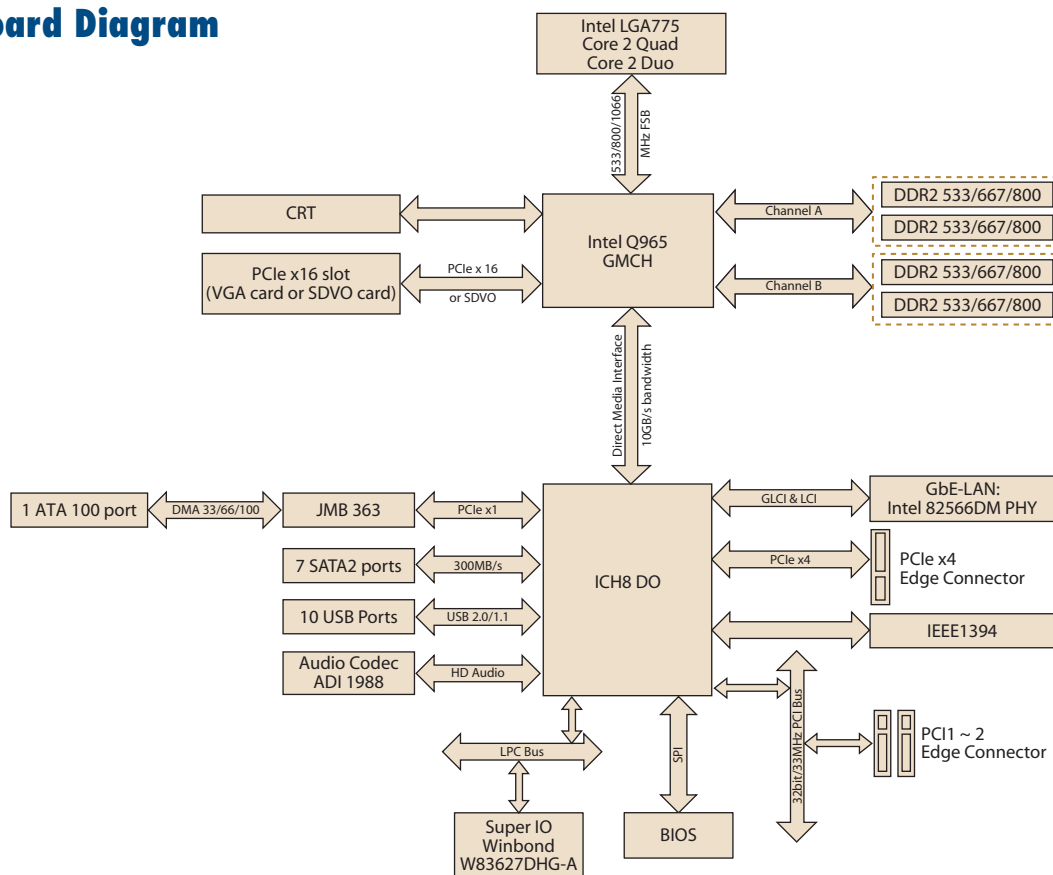 oard Diagram
Intel LGA775
Core 2 Quad
Core 2 Duo
533/800/1066
MHz FSB
CRT
PCIe x16 slot
(VGA card or SDVO card)
PCIe x 16
or SDVO
Intel Q965
GMCH
Channel A
Channel B
DDR2 533/667/800
DDR2 533/667/800
DDR2 533/667/800
DDR2 533/667/800
Direct Media Interface
10GB/s bandwidth
1 ATA 100 port
DMA 33/66/100
JMB 363
PCIe x1
7 SATA2 ports
300MB/s
10 USB Ports
USB 2.0/1.1
Audio Codec
ADI 1988
HD Audio
ICH8 DO
GLCI & LCI
GbE-LAN:
Intel 82566DM PHY
PCIe x4
PCIe x4
Edge Connector
IEEE1394
32bit/33MHz PCI Bus
PCI1 ~ 2
Edge Connector
LPC Bus
SPI
Super IO
Winbond
W83627DHG-A
BIOS